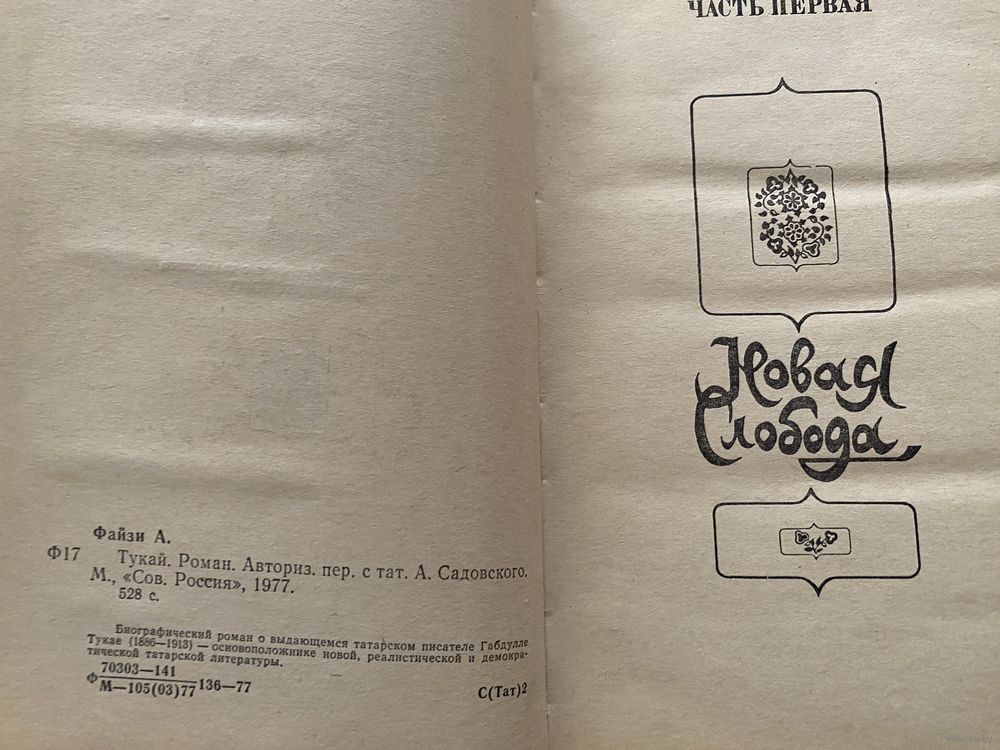 Файзи А.
Ф17 Тукай. Роман. Авториз. пер. с тат. А. Садовского.
М., «Сов. Россия», 1977.
528 с.
Биографический роман о выдающемся татарском писателе Габдулле
Тукае (1886—1913) — основоположнике новой, реалистической и демокра-
тической татарской литературы.
Ф 70303—141
М—105(03)77 136—77
С(Тат)2
ЧАСТЬ ПЕРВАЯ
Новая
Слобода